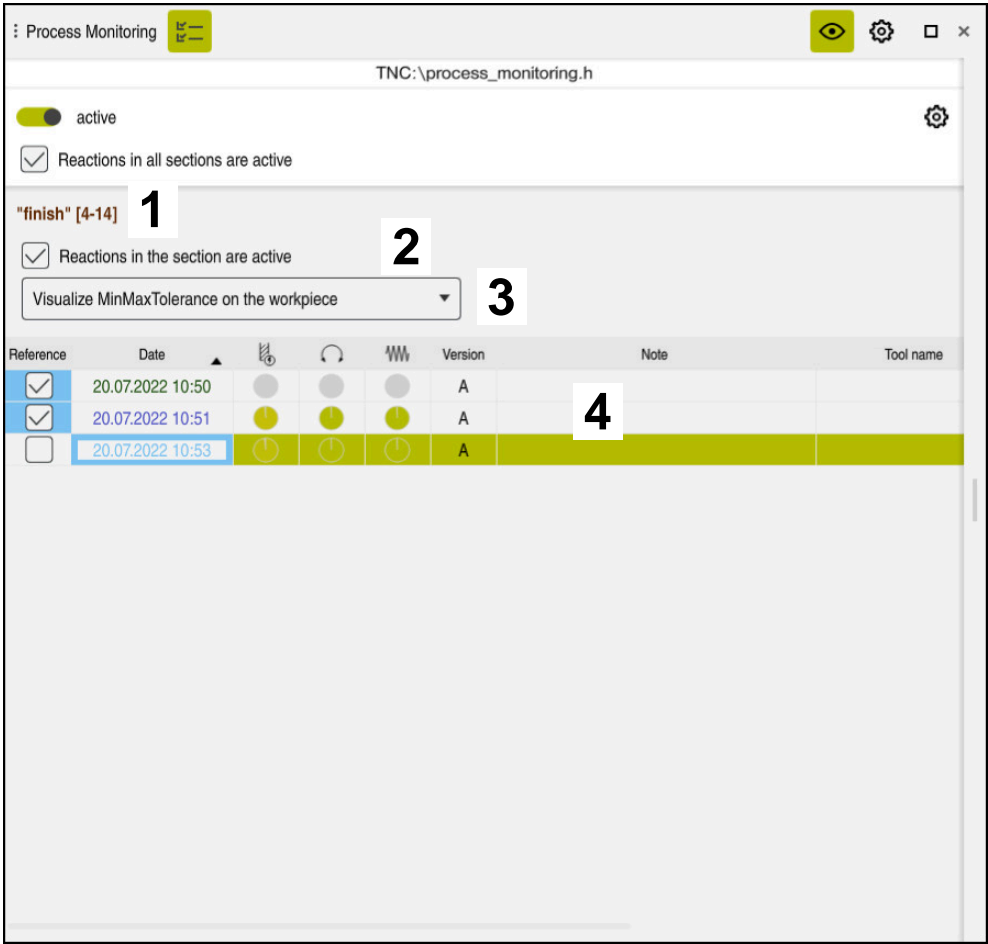 Process Monitoring
TNC:\process_monitoring.h
active
Reactions in all sections are active
"finish" [4-14] 1
Reactions in the section are active 2
Visualize MinMaxTolerance on the workpiece 3
Reference Date Version Note Tool name
20.07.2022 10:50 A
20.07.2022 10:51 A 4
20.07.2022 10:53 A